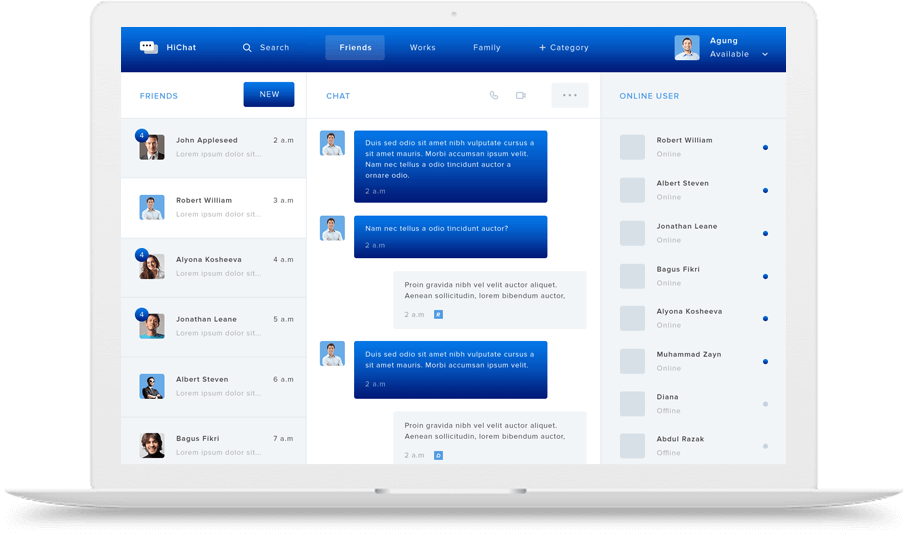 HiChat
Search
Friends
Works
Family
+ Category
Agung
Available
FRIENDS
NEW
4
John Appleseed 2 a.m
Lorem ipsum dolor sit...
Robert William 3 a.m
Lorem ipsum dolor sit...
4
Alyona Kosheeva 4 a.m
Lorem ipsum dolor sit...
4
Jonathan Leane 5 a.m
Lorem ipsum dolor sit...
Albert Steven 6 a.m
Lorem ipsum dolor sit...
Bagus Fikri 7 a.m
Lorem ipsum dolor sit...
CHAT
Duis sed odio sit amet nibh vulputate cursus a
sit amet mauris. Morbi accumsan ipsum velit.
Nam nec tellus a odio tincidunt auctor a
ornare odio.
2 a.m
Nam nec tellus a odio tincidunt auctor?
2 a.m
Proin gravida nibh vel velit auctor aliquet.
Aenean sollicitudin, lorem bibendum auctor,
2 a.m R
Duis sed odio sit amet nibh vulputate cursus a
sit amet mauris. Morbi accumsan ipsum velit.
2 a.m
Proin gravida nibh vel velit auctor aliquet.
Aenean sollicitudin, lorem bibendum auctor,
2 a.m D
ONLINE USER
Robert William
Online
Albert Steven
Online
Jonathan Leane
Online
Bagus Fikri
Online
Alyona Kosheeva
Online
Muhammad Zayn
Online
Diana
Offline
Abdul Razak
Offline